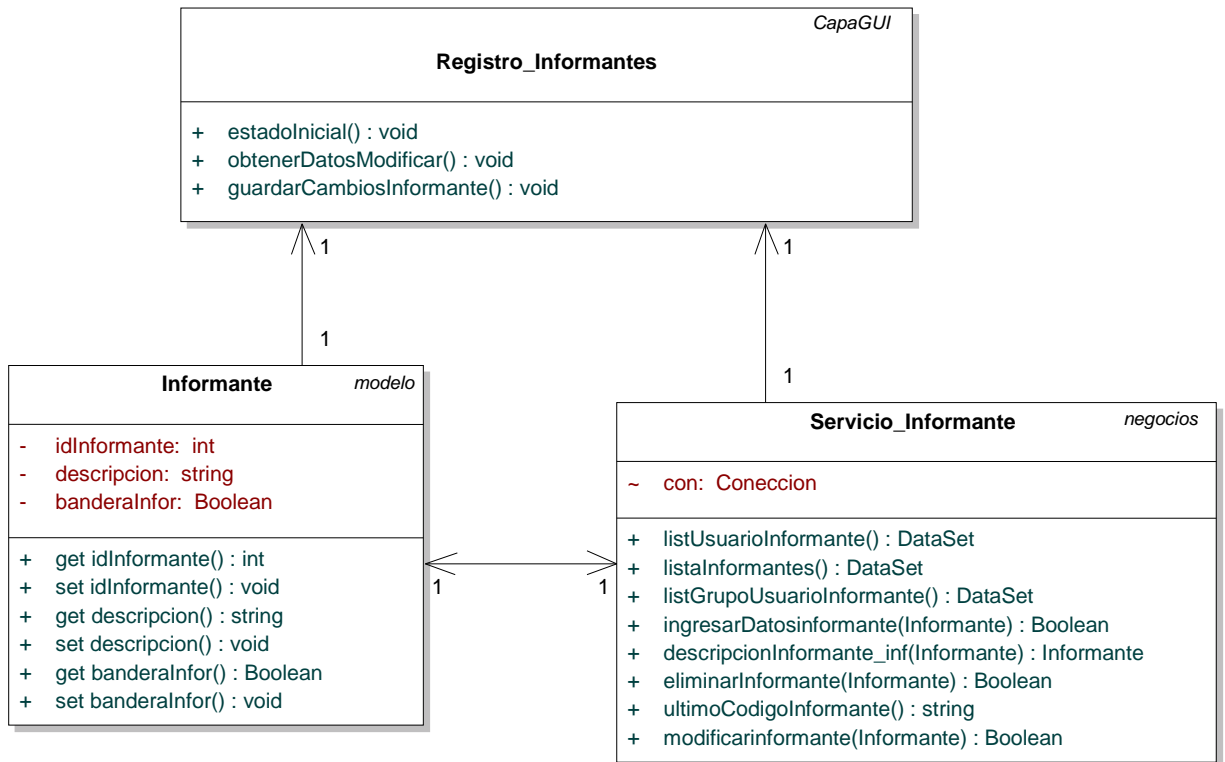 CapaGUI
Registro_Informantes
+ estadoInicial() : void
+ obtenerDatosModificar() : void
+ guardarCambiosInformante() : void
1
1
1
1
Informante
modelo
- idInformante: int
- descripcion: string
- banderaInfor: Boolean
+ get idInformante() : int
+ set idInformante() : void
+ get descripcion() : string
+ set descripcion() : void
+ get banderaInfor() : Boolean
+ set banderaInfor() : void
1
1
Servicio_Informante
negocios
~ con: Coneccion
+ listUsuarioInformante() : DataSet
+ listaInformantes() : DataSet
+ listGrupoUsuarioInformante() : DataSet
+ ingresarDatosinformante(Informante) : Boolean
+ descripcionInformante_inf(Informante) : Informante
+ eliminarInformante(Informante) : Boolean
+ ultimoCodigoInformante() : string
+ modificarinformante(Informante) : Boolean